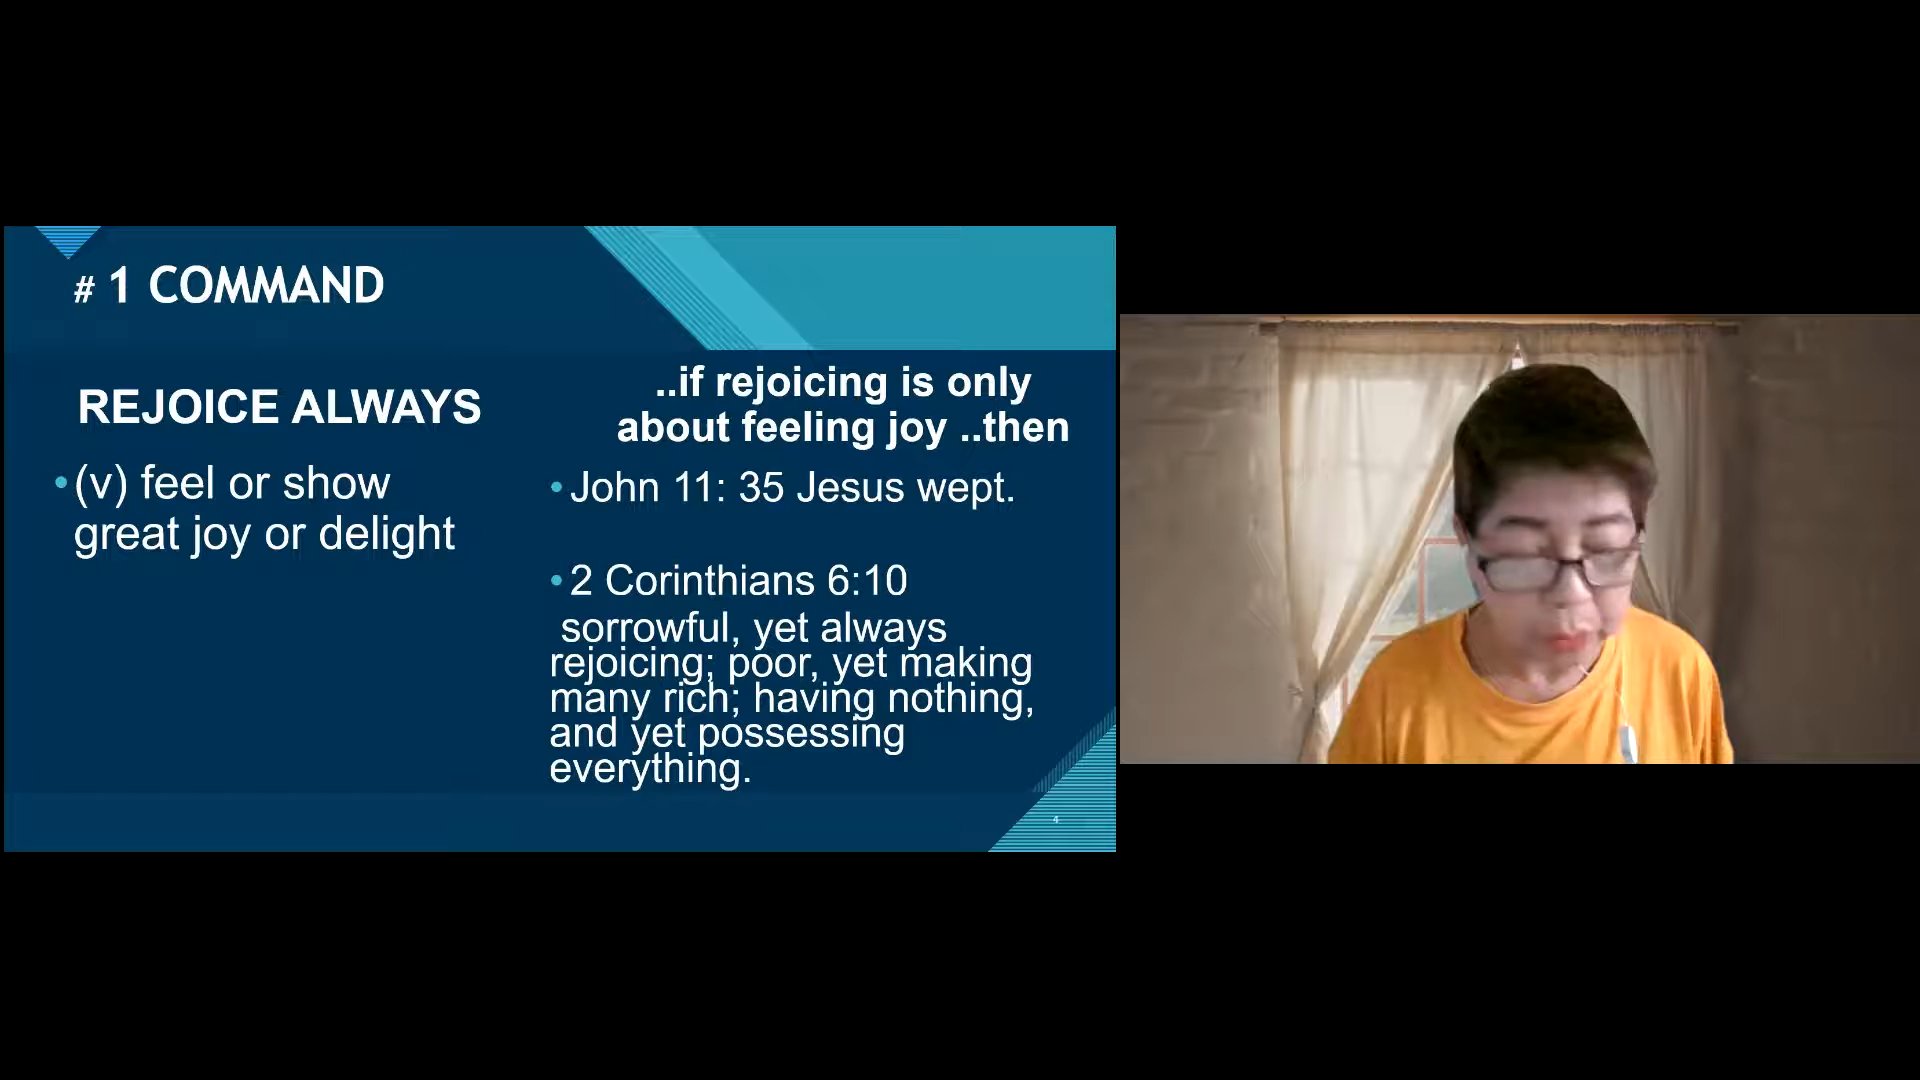 # 1 COMMAND
REJOICE ALWAYS
•(v) feel or show
great joy or delight
..if rejoicing is only
about feeling joy ..then
•John 11: 35 Jesus wept.
•2 Corinthians 6:10
sorrowful, yet always
rejoicing; poor, yet making
many rich; having nothing,
and yet possessing
everything.
4